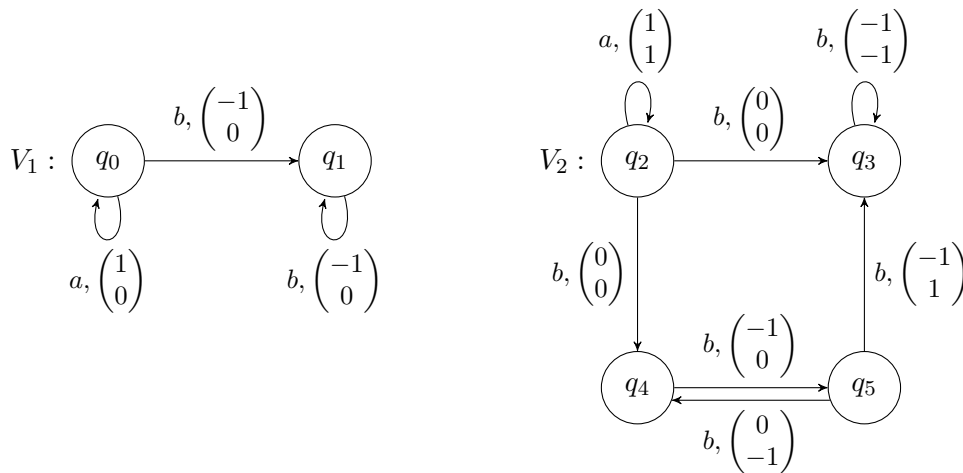 V₁ :
q₀
b, (−1 0)
q₁
a, (1 0)
b, (−1 0)
V₂ :
a, (1 1)
b, (−1 −1)
q₂
b, (0 0)
q₃
b, (0 0)
b, (−1 1)
q₄
b, (−1 0)
q₅
b, (0 −1)